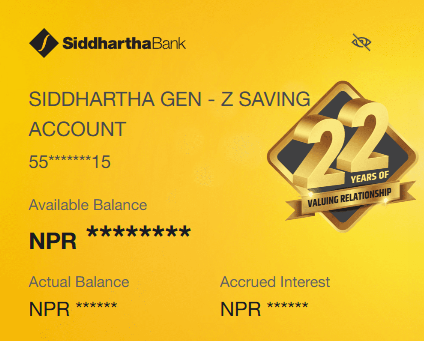 SiddharthaBank
SIDDHARTHA GEN - Z SAVING
ACCOUNT
55*******15
22
YEARS OF
VALUING RELATIONSHIP
Available Balance
NPR ********
Actual Balance
NPR ******
Accrued Interest
NPR ******